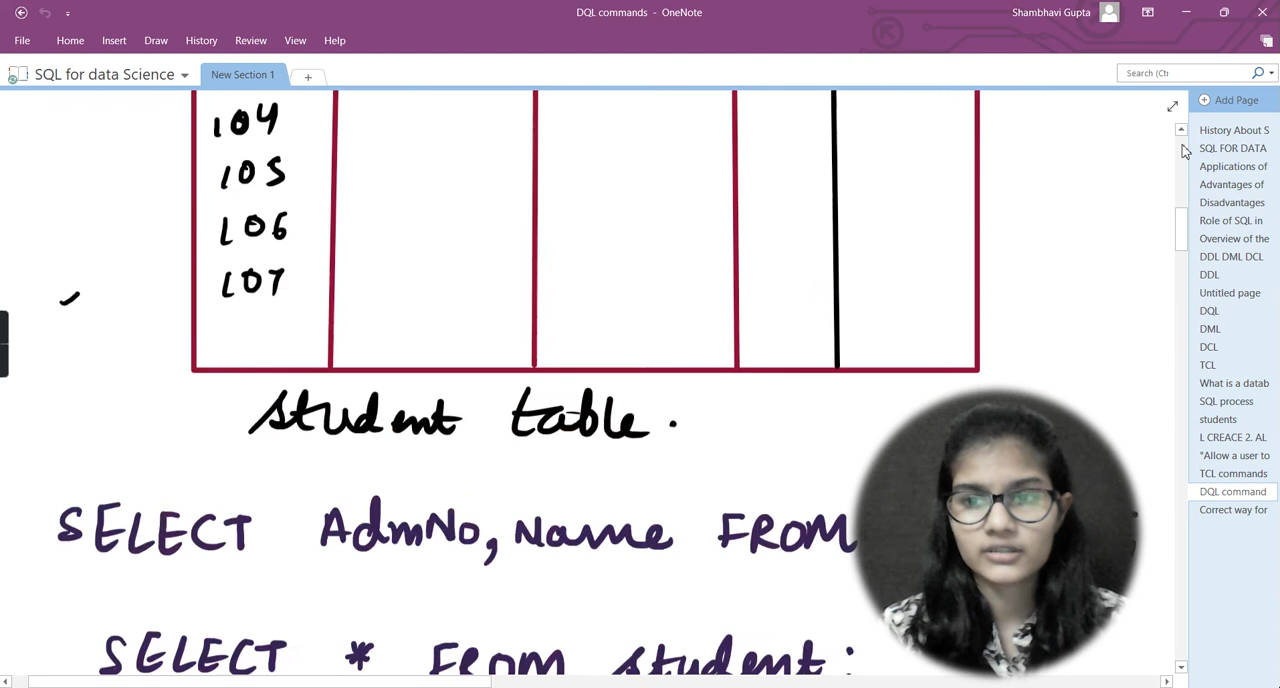 DQL commands - OneNote
Shambhavi Gupta
File Home Insert Draw History Review View Help
SQL for data Science
New Section 1
+
Search (Ctr
Add Page
History About S
SQL FOR DATA
Applications of
Advantages of
Disadvantages
Role of SQL in
Overview of the
DDL DML DCL
DDL
Untitled page
DQL
DML
DCL
TCL
What is a datab
SQL process
students
L CREACE 2. AL
"Allow a user to
TCL commands
DQL command
Correct way for
104
105
106
107
student table.
SELECT AdmNo, Name FROM
SELECT * FROM student;